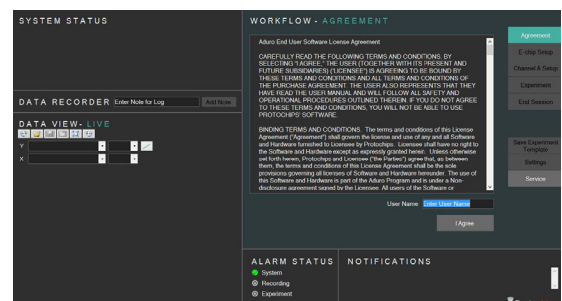 SYSTEM STATUS
DATA RECORDER Enter Note for Log Add Now
DATA VIEW- LIVE
Y
X
WORKFLOW- AGREEMENT
Aduro End User Software License Agreement
CAREFULLY READ THE FOLLOWING TERMS AND CONDITIONS. BY
SELECTING "I AGREE," THE USER (TOGETHER WITH ITS PRESENT AND
FUTURE SUBSIDIARIES) ("LICENSEE") IS AGREEING TO BE BOUND BY
THESE TERMS AND CONDITIONS AND ALL TERMS AND CONDITIONS OF
THE PURCHASE AGREEMENT. THE USER ALSO REPRESENTS THAT THEY
HAVE READ THE USER MANUAL AND WILL FOLLOW ALL SAFETY AND
OPERATIONAL PROCEDURES OUTLINED THEREIN. IF YOU DO NOT AGREE
TO THESE TERMS AND CONDITIONS, YOU WILL NOT BE ABLE TO USE
PROTOCHIPS' SOFTWARE.
BINDING TERMS AND CONDITIONS. The terms and conditions of this License
Agreement ("Agreement") shall govern the license and use of any and all Software
and Hardware furnished to Licensee by Protochips. Licensee shall have no right to
the Software and Hardware except as expressly granted herein. Unless otherwise
set forth herein, Protochips and Licensee ("the Parties") agree that, as between
them, the terms and conditions of this License Agreement shall be the sole
provisions governing all licenses of Software and Hardware hereunder. The use of
this Software and Hardware is part of the Aduro Program and is under a Non-
disclosure agreement signed by the Licensee. All users of the Software or
User Name Enter User Name
I Agree
ALARM STATUS
System
Recording
Experiment
NOTIFICATIONS
Agreement
E-chip Setup
Channel A Setup
Experiment
End Session
Save Experiment
Template
Settings
Service